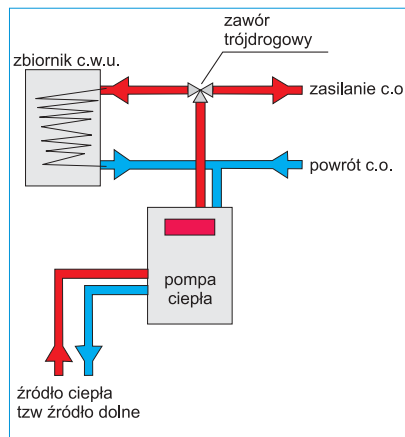 zawór
trójdrogowy
zbiornik c.w.u.
zasilanie c.o
powrót c.o.
pompa
ciepła
źródło ciepła
tzw źródło dolne